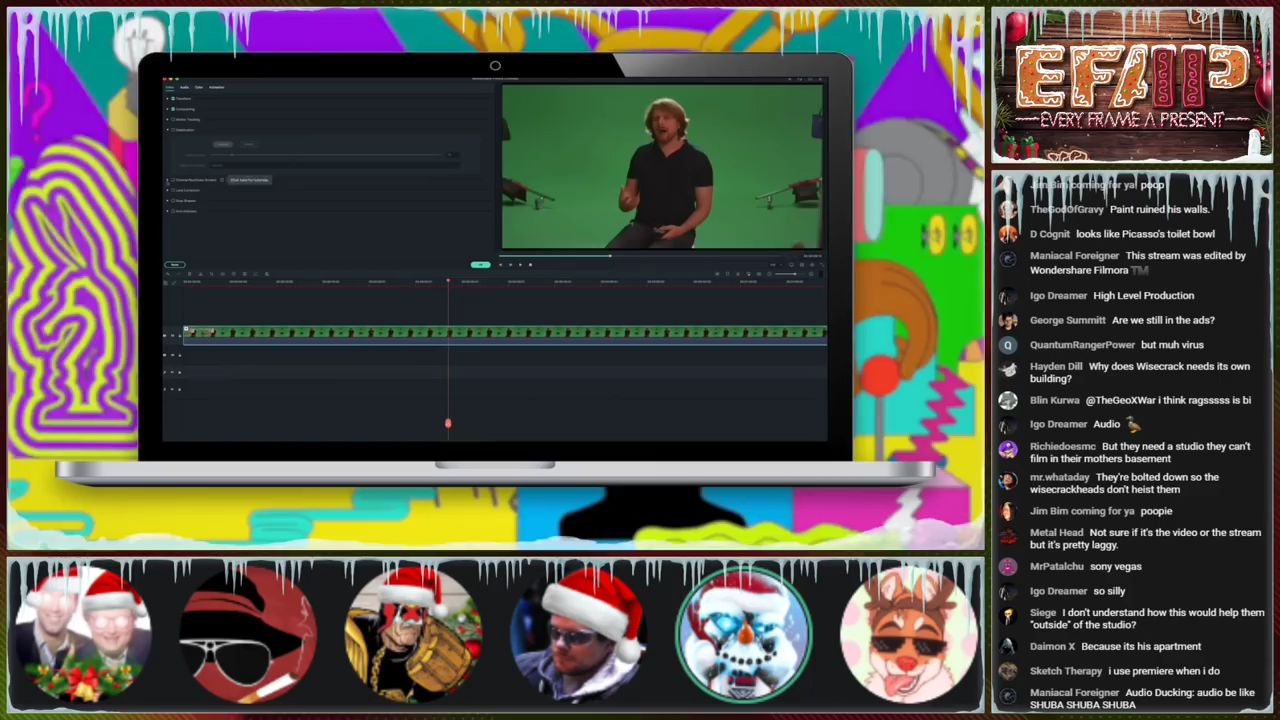 EFAP
—EVERY FRAME A PRESENT—
Jim Bim coming for ya! poop
TheGodOfGravy Paint ruined his walls.
D Cognit looks like Picasso's toilet bowl
Maniacal Foreigner This stream was edited by
Wondershare Filmora TM
Igo Dreamer High Level Production
George Summitt Are we still in the ads?
Q QuantumRangerPower but muh virus
Hayden Dill Why does Wisecrack needs its own
building?
Blin Kurwa @TheGeoXWar i think ragsssss is bi
Igo Dreamer Audio
Richiedoesmc But they need a studio they can't
film in their mothers basement
mr.whataday They're bolted down so the
wisecrackheads don't heist them
Jim Bim coming for ya poopie
Metal Head Not sure if it's the video or the stream
but it's pretty laggy.
MrPatalchu sony vegas
Igo Dreamer so silly
Siege I don't understand how this would help them
"outside" of the studio?
Daimon X Because its his apartment
Sketch Therapy i use premiere when i do
Maniacal Foreigner Audio Ducking: audio be like
SHUBA SHUBA SHUBA